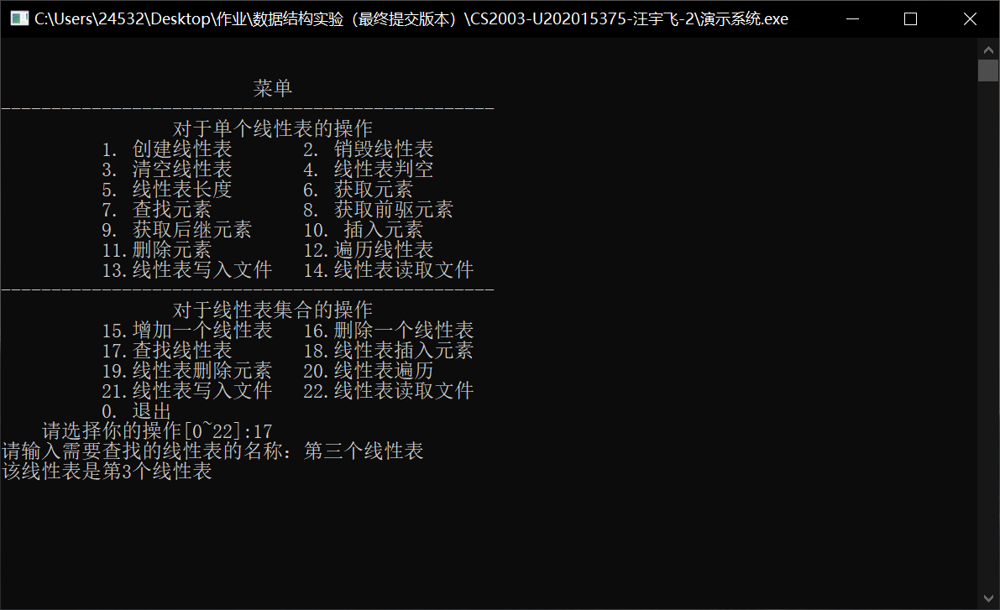 C:\Users\24532\Desktop\作业\数据结构实验（最终提交版本）\CS2003-U202015375-汪宇飞-2\演示系统.exe
菜单
-------------------------------------------------
对于单个线性表的操作
1. 创建线性表 2. 销毁线性表
3. 清空线性表 4. 线性表判空
5. 线性表长度 6. 获取元素
7. 查找元素 8. 获取前驱元素
9. 获取后继元素 10. 插入元素
11.删除元素 12.遍历线性表
13.线性表写入文件 14.线性表读取文件
-------------------------------------------------
对于线性表集合的操作
15.增加一个线性表 16.删除一个线性表
17.查找线性表 18.线性表插入元素
19.线性表删除元素 20.线性表遍历
21.线性表写入文件 22.线性表读取文件
0. 退出
请选择你的操作[0~22]:17
请输入需要查找的线性表的名称：第三个线性表
该线性表是第3个线性表